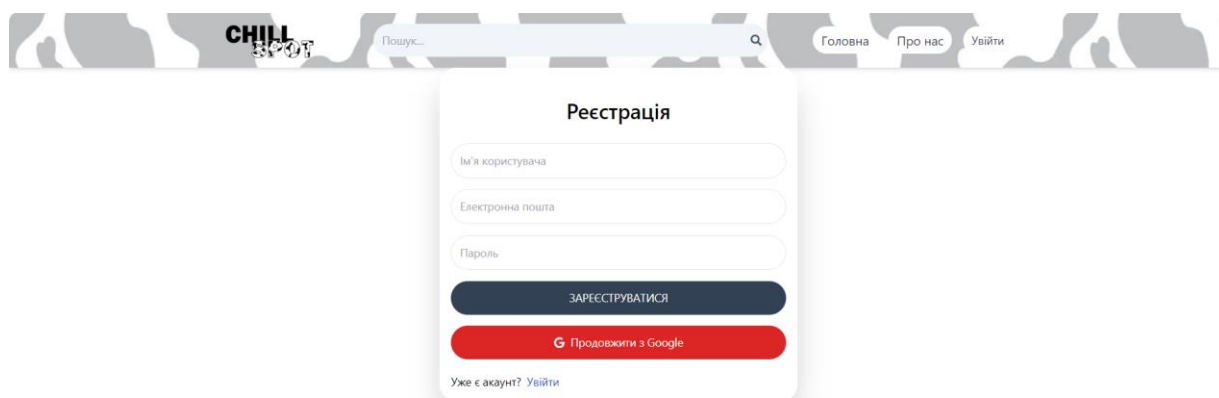 CHILL
SPOT
Пошук...
Головна
Про нас
Увійти
Реєстрація
Ім'я користувача
Електронна пошта
Пароль
ЗАРЕЄСТРУВАТИСЯ
G Продовжити з Google
Уже є акаунт? Увійти